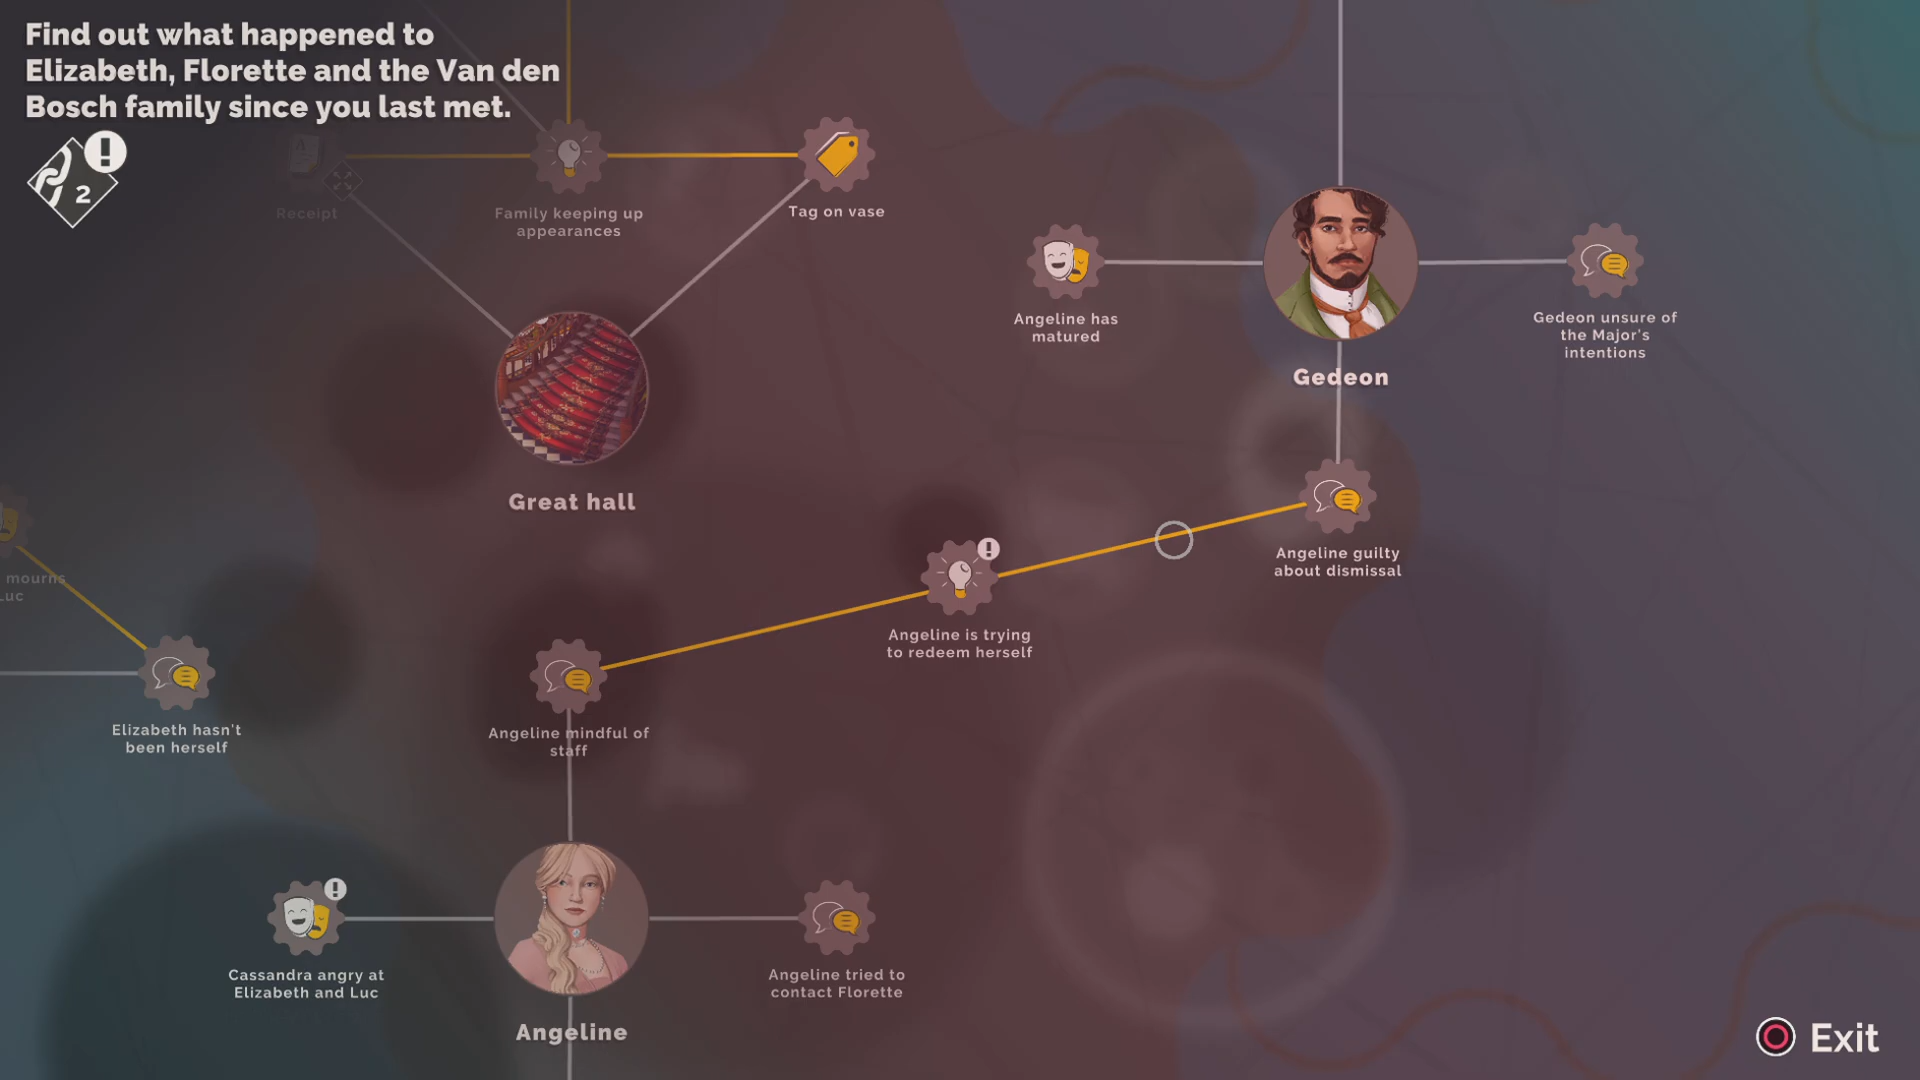 Find out what happened to
Elizabeth, Florette and the Van den
Bosch family since you last met.
2
Receipt
Family keeping up
appearances
Tag on vase
Angeline has
matured
Gedeon
Gedeon unsure of
the Major's
intentions
Great hall
Angeline guilty
about dismissal
mourns
Luc
Angeline is trying
to redeem herself
Elizabeth hasn't
been herself
Angeline mindful of
staff
Cassandra angry at
Elizabeth and Luc
Angeline tried to
contact Florette
Angeline
Exit